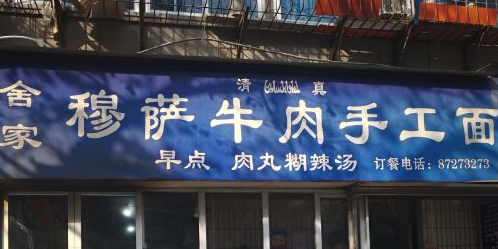 清 真
舍家 穆萨牛肉手工面
早点 肉丸糊辣汤 订餐电话：87273273